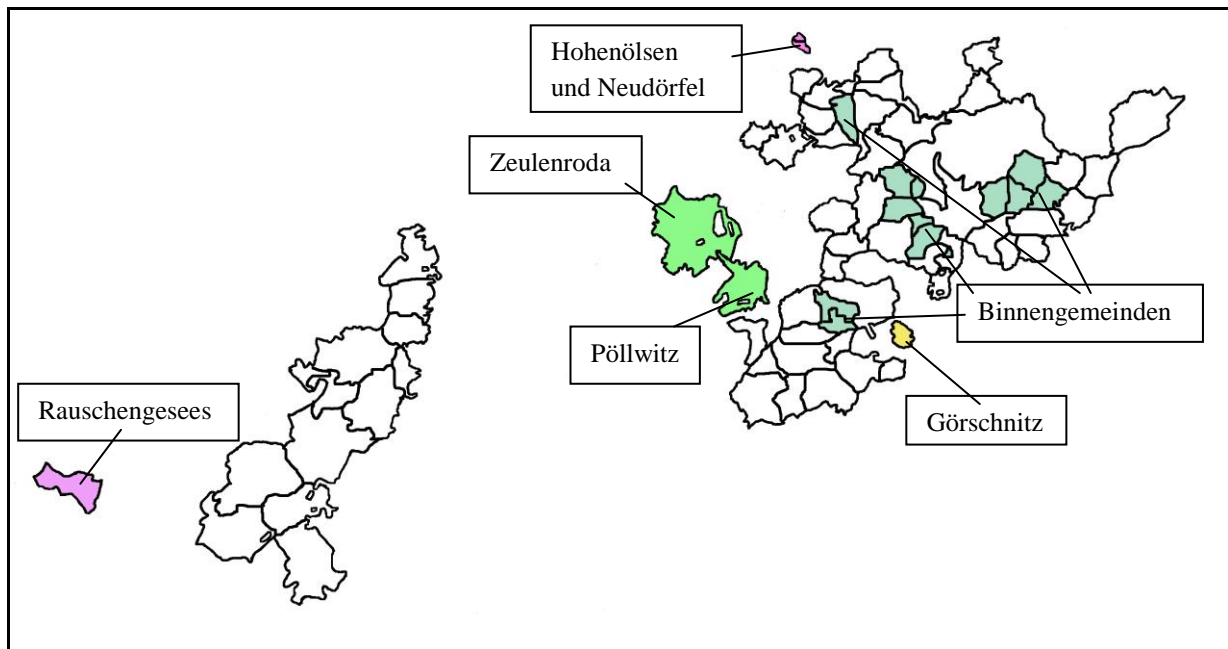 Hohenölsen
und Neudörfel
Zeulenroda
Binnengemeinden
Pöllwitz
Rauschengesees
Görschnitz